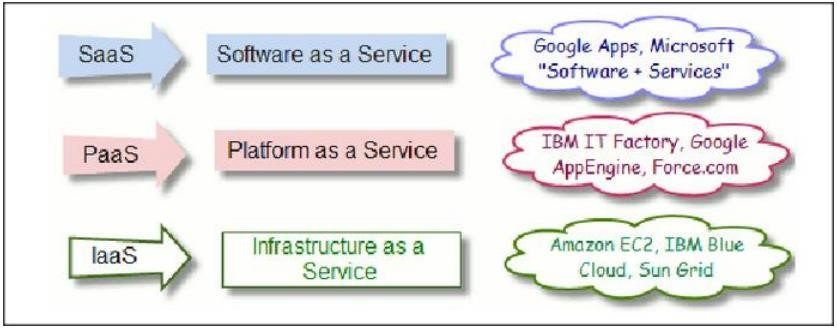 SaaS
Software as a Service
Google Apps, Microsoft
"Software + Services"
PaaS
Platform as a Service
IBM IT Factory, Google
AppEngine, Force.com
IaaS
Infrastructure as a
Service
Amazon EC2, IBM Blue
Cloud, Sun Grid